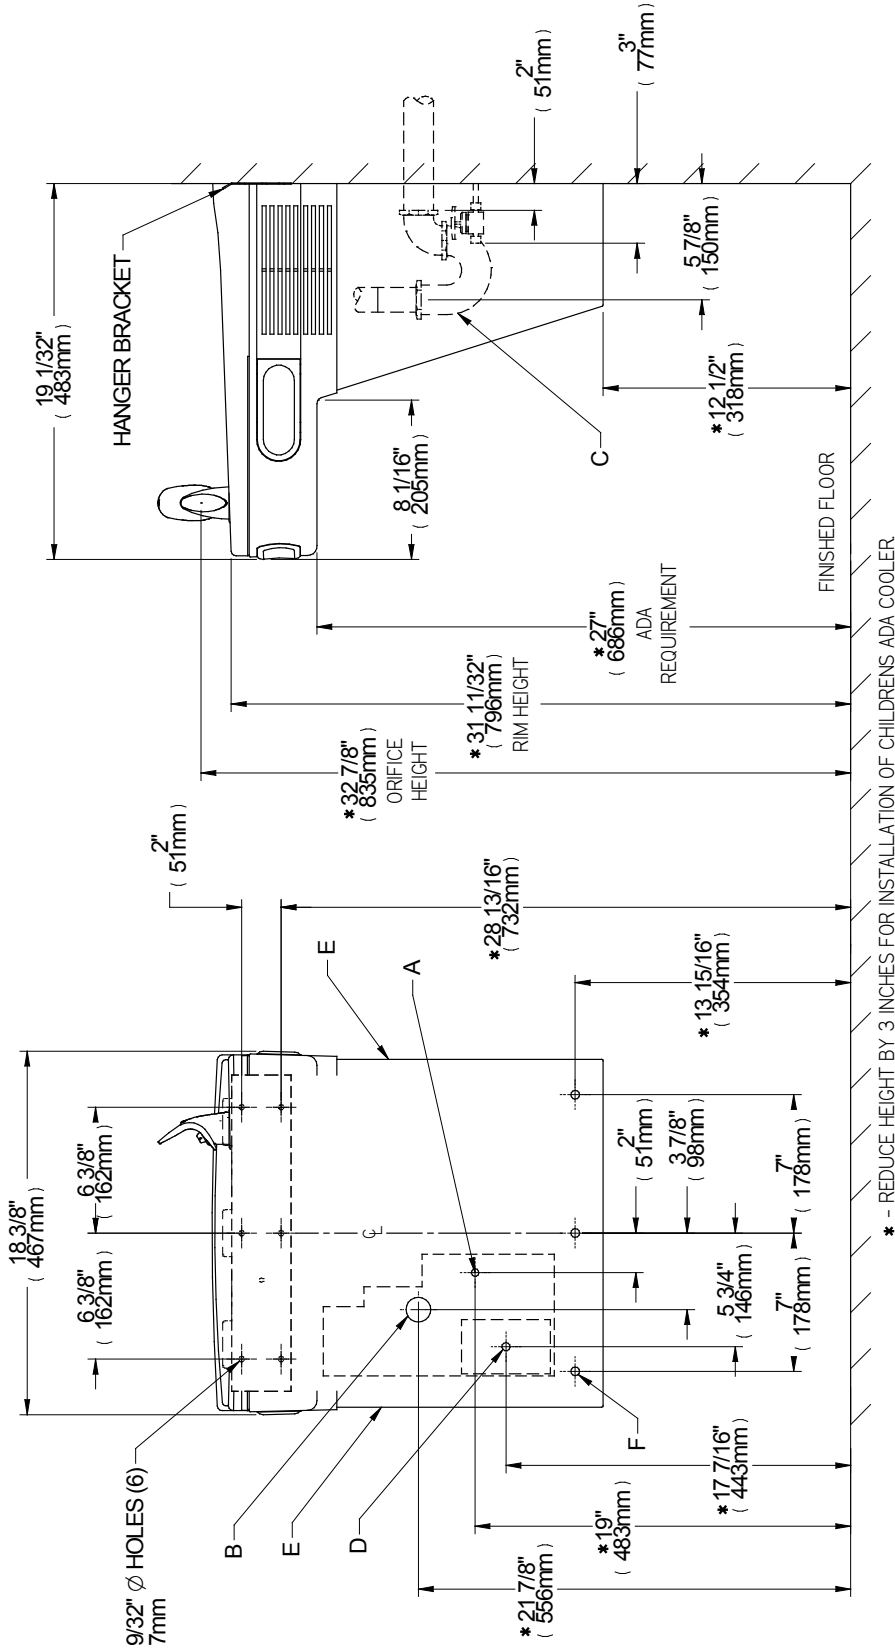 19 1/32"
( 483mm )
HANGER BRACKET
2"
( 51mm )
3"
( 77mm )
5 7/8"
( 150mm )
8 1/16"
( 205mm )
C
*12 1/2"
( 318mm )
*27"
( 686mm )
ADA
REQUIREMENT
FINISHED FLOOR
*31 11/32"
( 796mm )
RIM HEIGHT
*32 7/8"
( 835mm )
ORIFICE
HEIGHT
18 3/8"
( 467mm )
6 3/8"
( 162mm )
6 3/8"
( 162mm )
2"
( 51mm )
*28 13/16"
( 732mm )
E
A
*13 15/16"
( 354mm )
2"
( 51mm )
3 7/8"
( 98mm )
7"
( 178mm )
5 3/4"
( 146mm )
7"
( 178mm )
CL
9/32" Ø HOLES (6)
7mm
B
E
D
F
*21 7/8"
( 556mm )
*19"
( 483mm )
*17 7/16"
( 443mm )
* - REDUCE HEIGHT BY 3 INCHES FOR INSTALLATION OF CHILDRENS ADA COOLER.